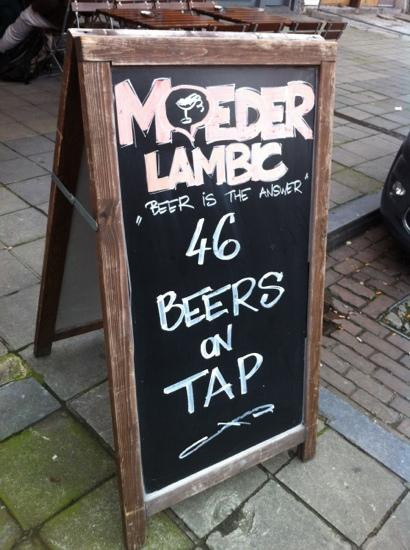 MOEDER
LAMBIC
"BEER IS THE ANSWER"
46
BEERS
ON
TAP